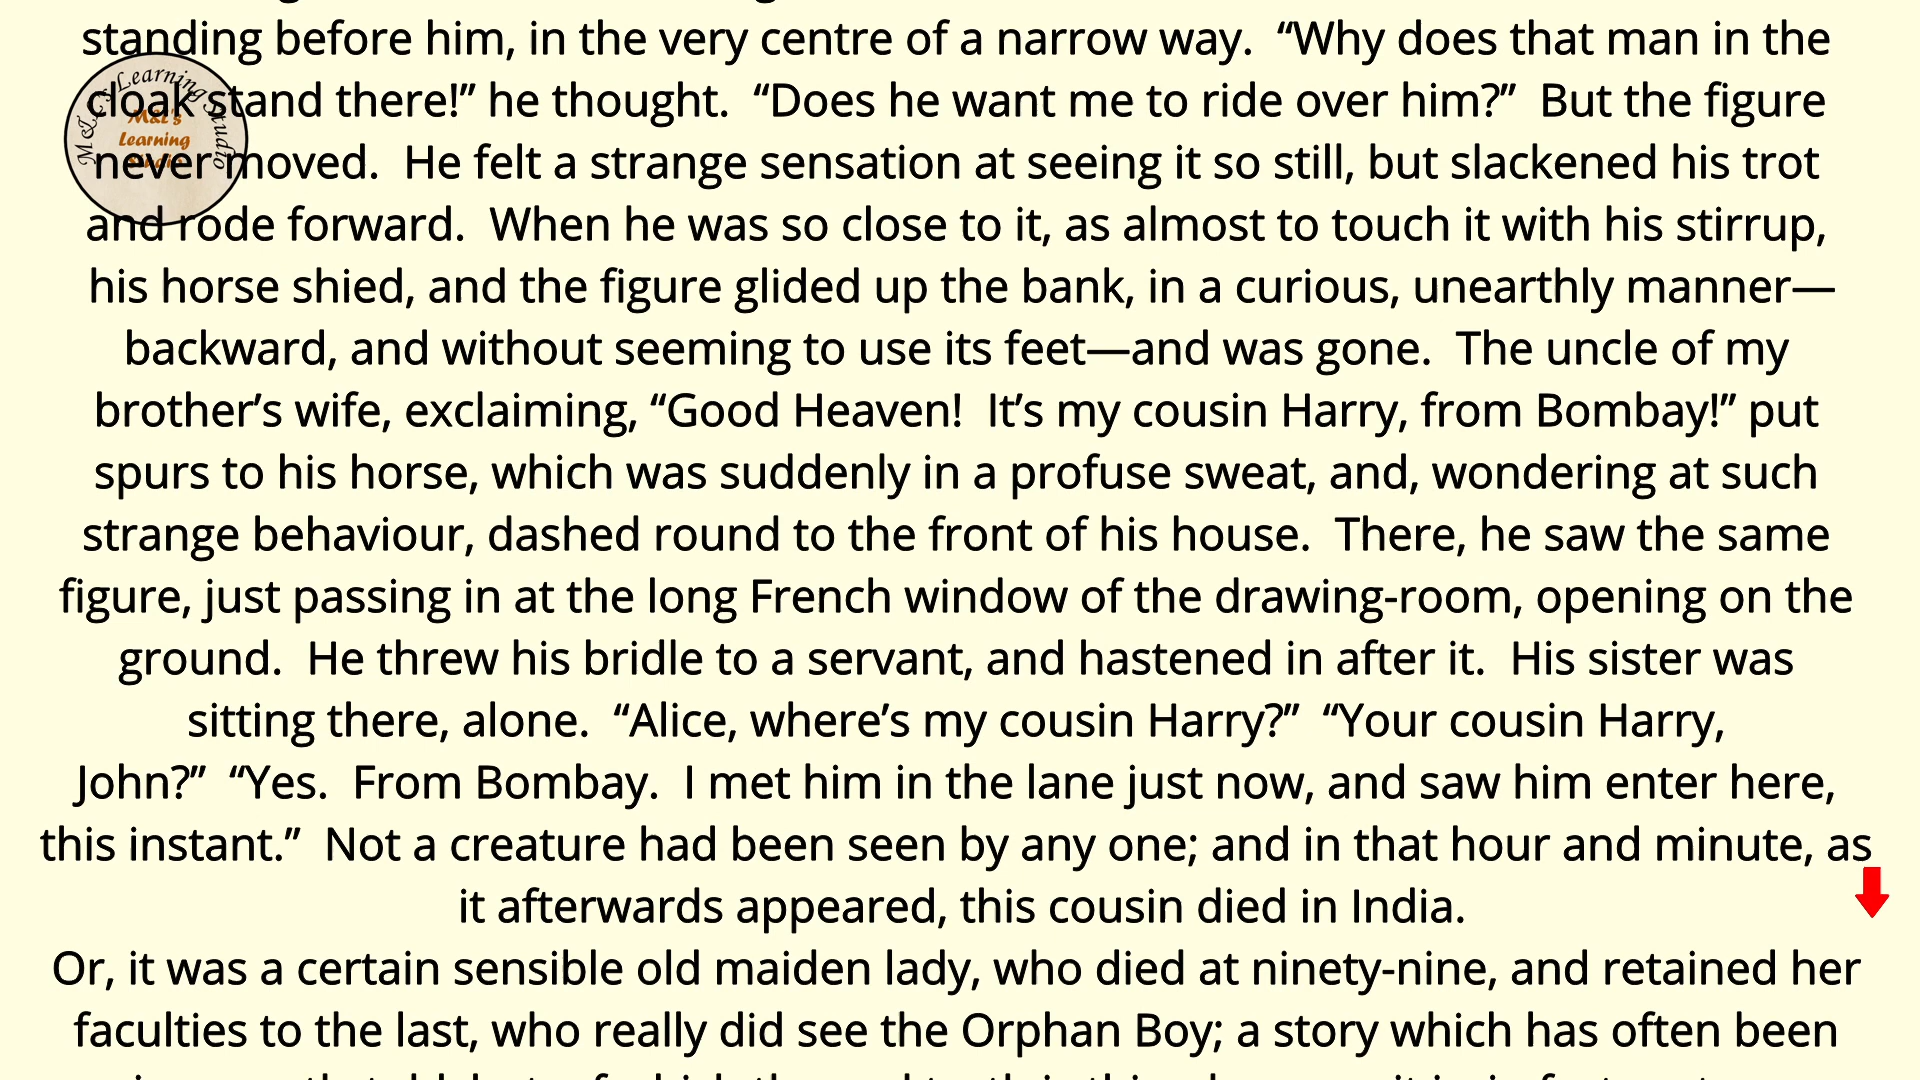 standing before him, in the very centre of a narrow way.  “Why does that man in the
cloak stand there!” he thought.  “Does he want me to ride over him?”  But the figure
never moved.  He felt a strange sensation at seeing it so still, but slackened his trot
and rode forward.  When he was so close to it, as almost to touch it with his stirrup,
his horse shied, and the figure glided up the bank, in a curious, unearthly manner—
backward, and without seeming to use its feet—and was gone.  The uncle of my
brother’s wife, exclaiming, “Good Heaven!  It’s my cousin Harry, from Bombay!” put
spurs to his horse, which was suddenly in a profuse sweat, and, wondering at such
strange behaviour, dashed round to the front of his house.  There, he saw the same
figure, just passing in at the long French window of the drawing-room, opening on the
ground.  He threw his bridle to a servant, and hastened in after it.  His sister was
sitting there, alone.  “Alice, where’s my cousin Harry?”  “Your cousin Harry,
John?”  “Yes.  From Bombay.  I met him in the lane just now, and saw him enter here,
this instant.”  Not a creature had been seen by any one; and in that hour and minute, as
it afterwards appeared, this cousin died in India.
Or, it was a certain sensible old maiden lady, who died at ninety-nine, and retained her
faculties to the last, who really did see the Orphan Boy; a story which has often been
M&L's Learning Studio
M&L's
Learning